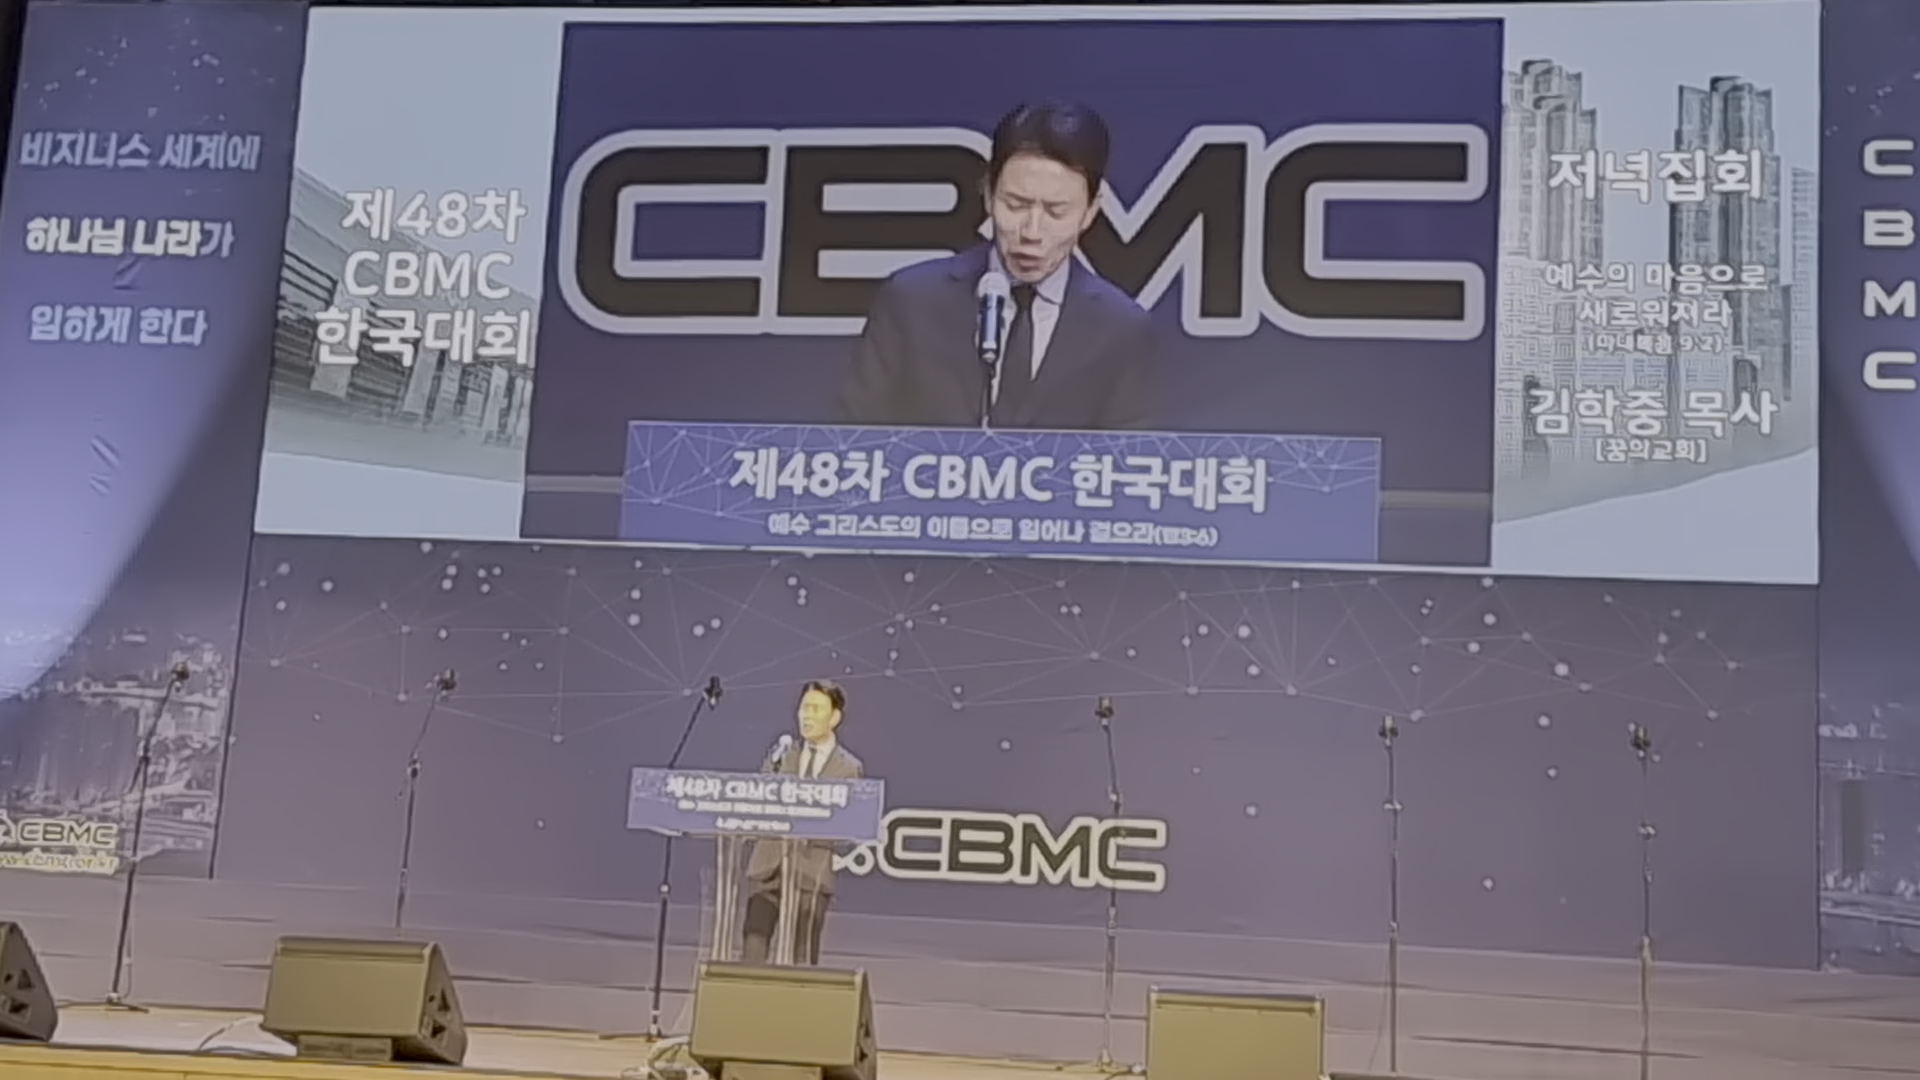 비지니스 세계에
하나님 나라가
임하게 한다
제48차
CBMC
한국대회
CBMC
제48차 CBMC 한국대회
예수 그리스도의 이름으로 일어나 걸으라(행3:6)
저녁집회
예수의 마음으로
새로워져라
김학중 목사
[꿈의교회]
C
B
M
C
제48차 CBMC 한국대회
CBMC
CBMC